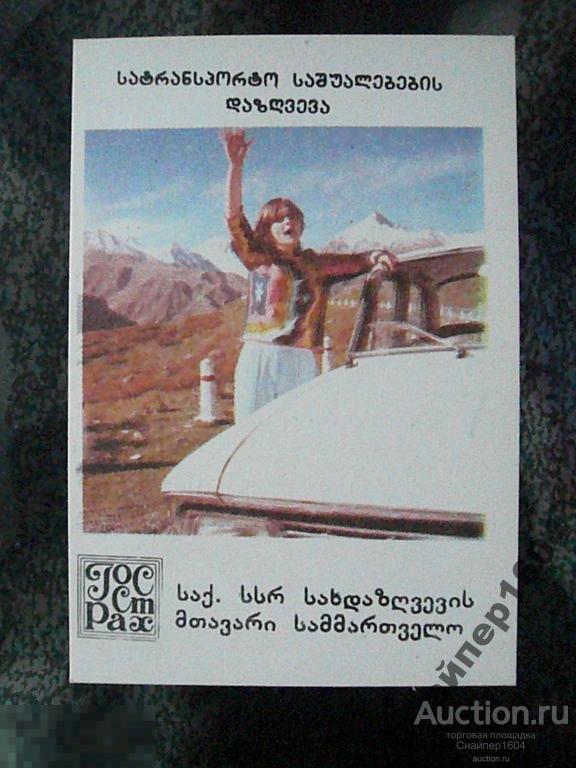 სატრანსპორტო საშუალებების
დაზღვევა
Гос
Ст
рах
საქ. სსრ სახდაზღვევის
მთავარი სამმართველო
Auction.ru
торговая площадка
Снайпер1604
auction.ru